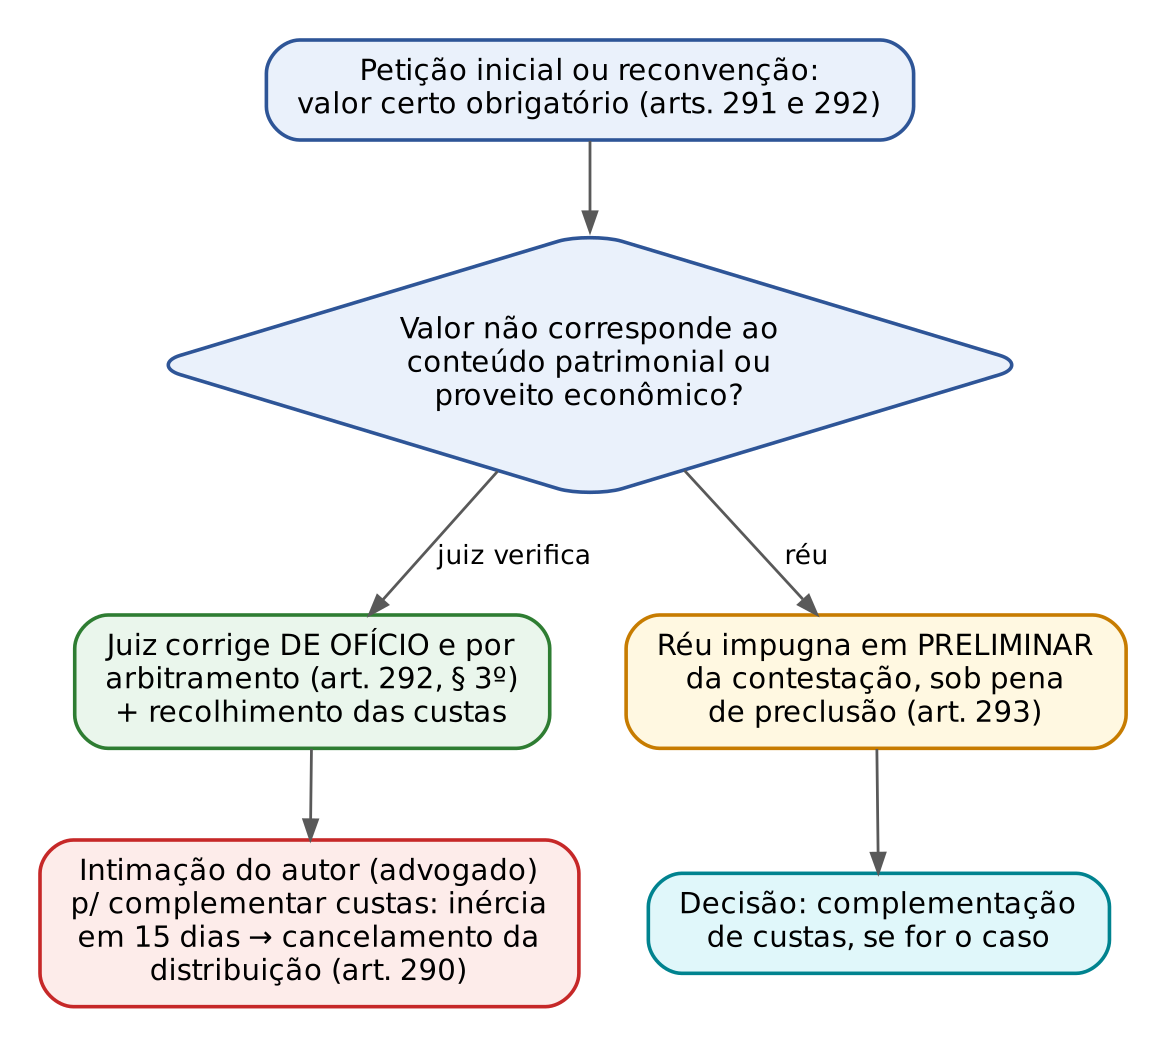 Petição inicial ou reconvenção:
valor certo obrigatório (arts. 291 e 292)
Valor não corresponde ao
conteúdo patrimonial ou
proveito econômico?
juiz verifica
réu
Juiz corrige DE OFÍCIO e por
arbitramento (art. 292, § 3º)
+ recolhimento das custas
Réu impugna em PRELIMINAR
da contestação, sob pena
de preclusão (art. 293)
Intimação do autor (advogado)
p/ complementar custas: inércia
em 15 dias → cancelamento da
distribuição (art. 290)
Decisão: complementação
de custas, se for o caso